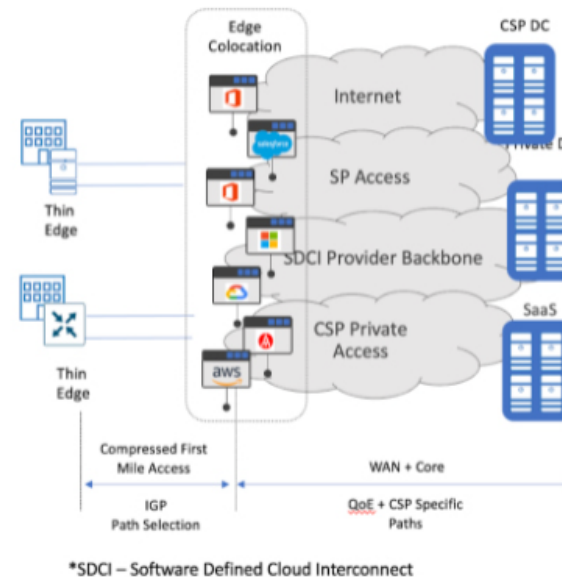 Edge
Colocation
CSP DC
Internet
salesforce
Private D
SP Access
Thin
Edge
SDCI Provider Backbone
SaaS
CSP Private
Access
aws
Thin
Edge
Compressed First
Mile Access
WAN + Core
IGP
Path Selection
QoE + CSP Specific
Paths
*SDCI – Software Defined Cloud Interconnect